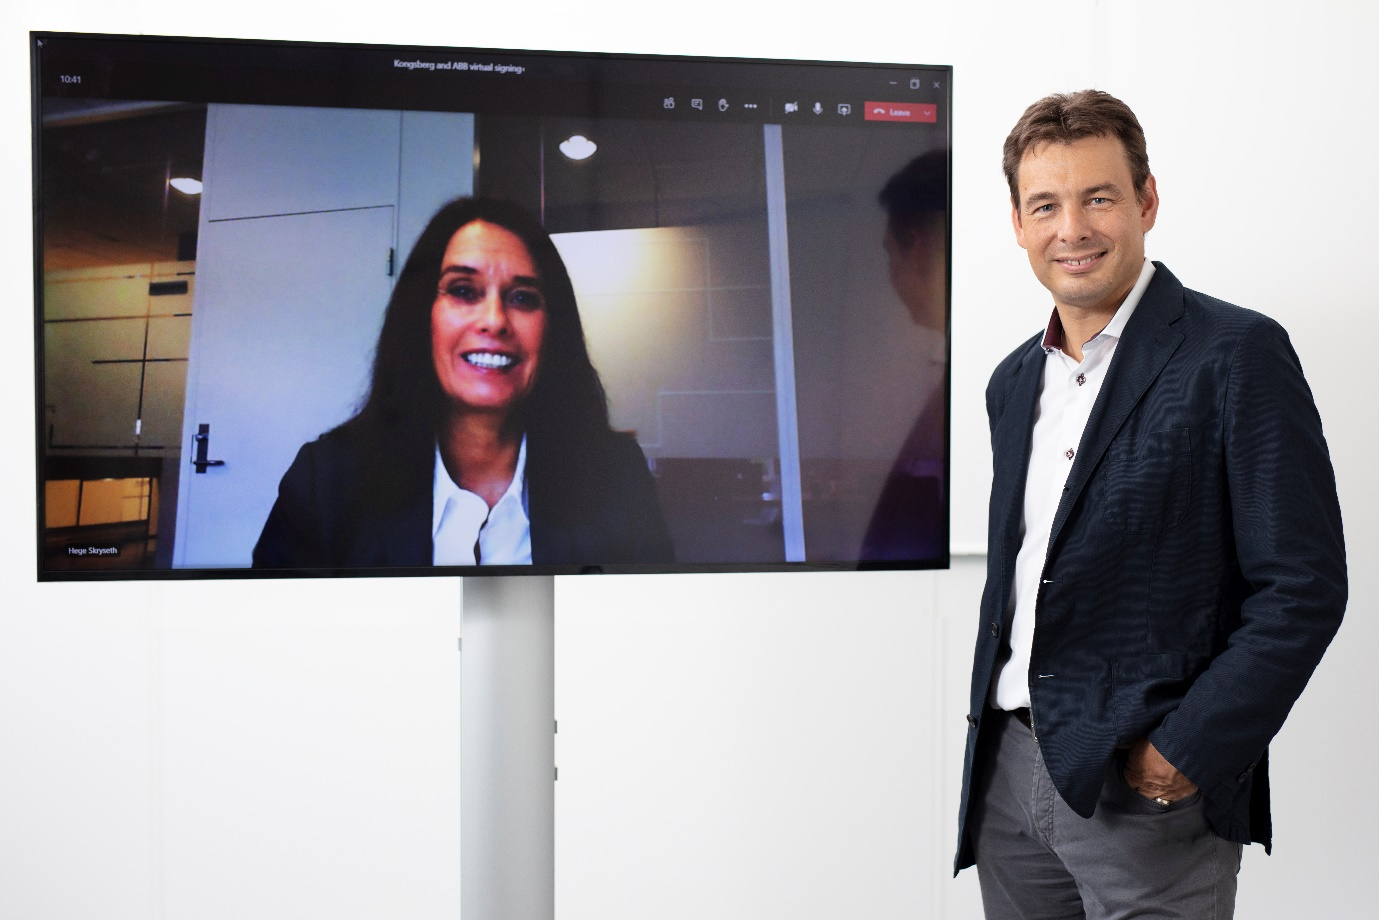 Kongsberg and ABB virtual signing
10:41
Leave
Hege Skryseth